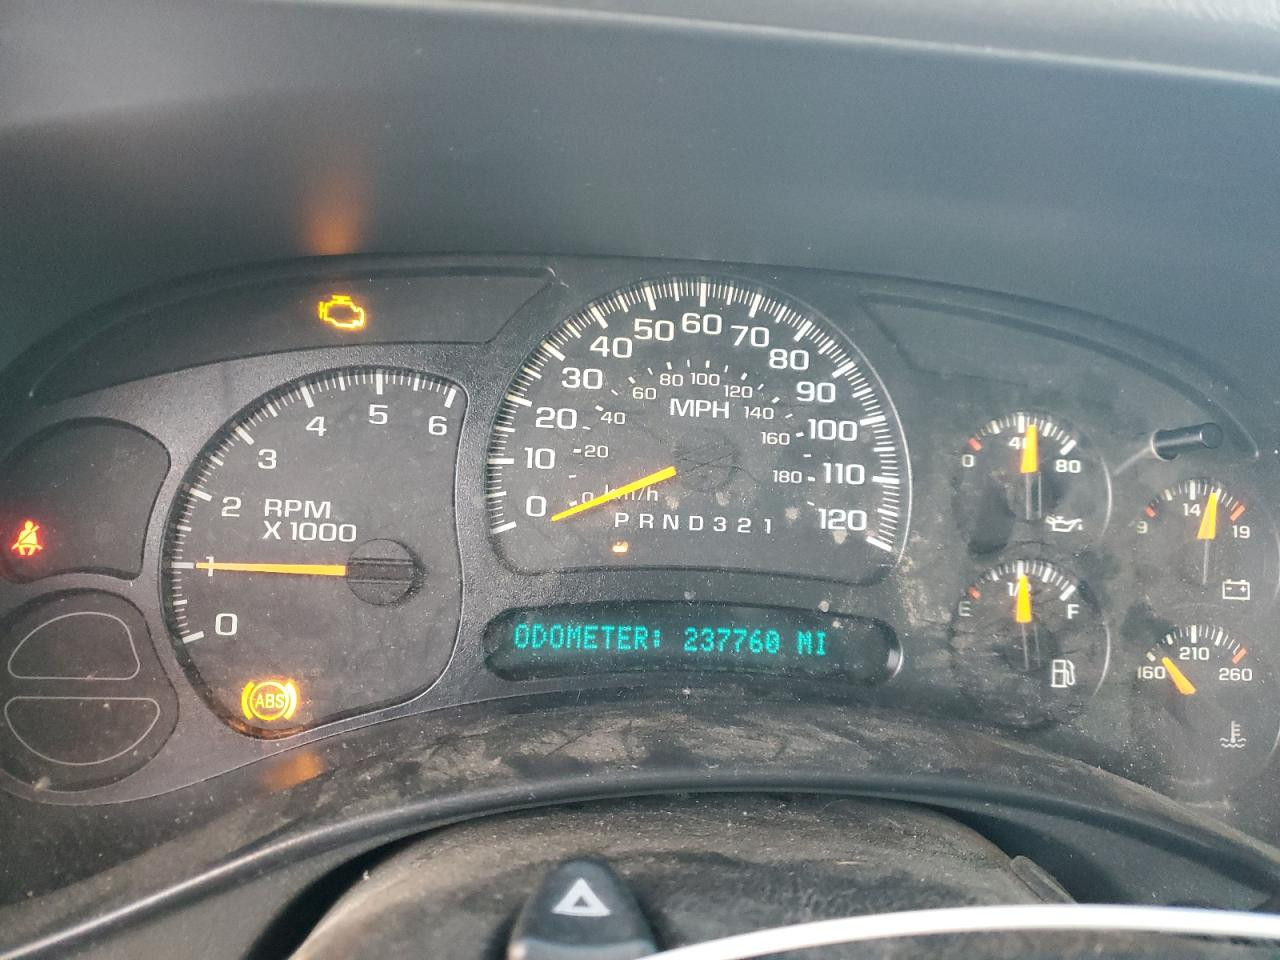 0 1 2 3 4 5 6
RPM
X 1000
ABS
0 10 20 30 40 50 60 70 80 90 100 110 120
MPH
0 20 40 60 80 100 120 140 160 180
km/h
PRND321
ODOMETER: 237760 MI
0 40 80
9 14 19
E 1/2 F
160 210 260